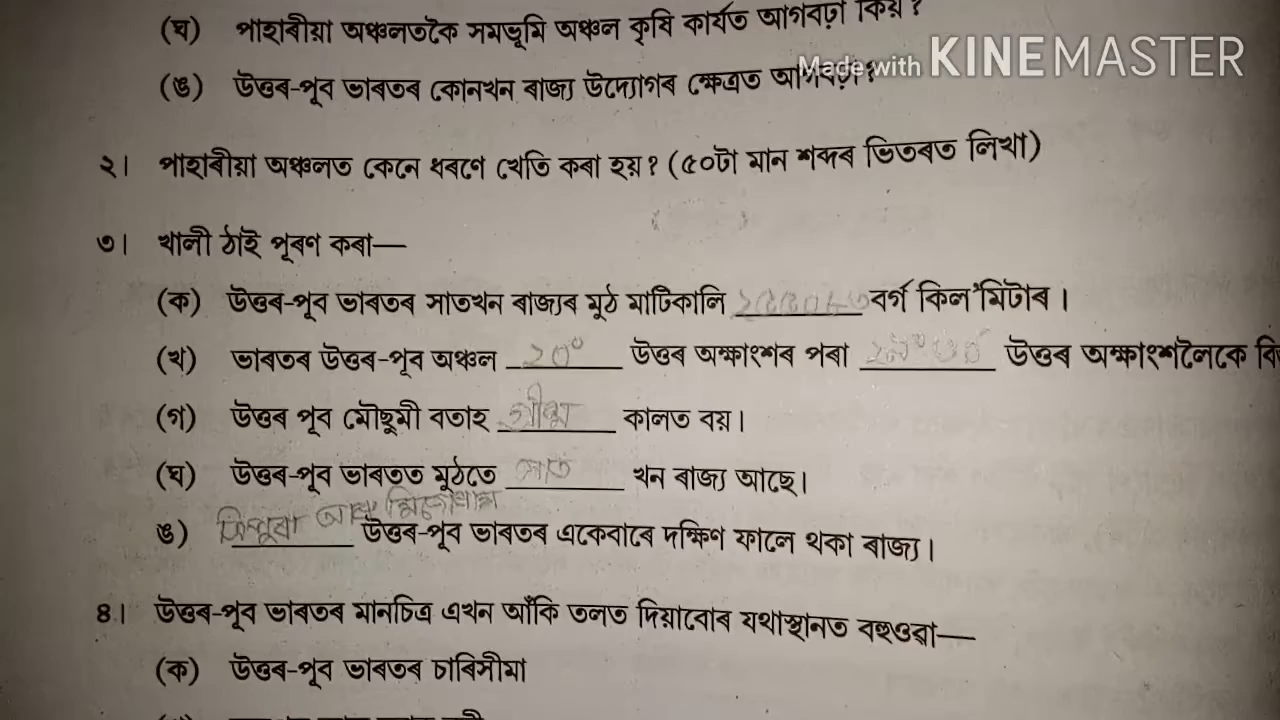 (ঘ) পাহাৰীয়া অঞ্চলতকৈ সমভূমি অঞ্চল কৃষি কাৰ্যত আগবঢ়া কিয়?
Made with KINEMASTER
(ঙ) উত্তৰ-পূব ভাৰতৰ কোনখন ৰাজ্য উদ্যোগৰ ক্ষেত্ৰত আগবঢ়া?
২। পাহাৰীয়া অঞ্চলত কেনে ধৰণে খেতি কৰা হয়? (৫০টা মান শব্দৰ ভিতৰত লিখা)
৩। খালী ঠাই পূৰণ কৰা—
(ক) উত্তৰ-পূব ভাৰতৰ সাতখন ৰাজ্যৰ মুঠ মাটিকালি বৰ্গ কিল'মিটাৰ।
(খ) ভাৰতৰ উত্তৰ-পূব অঞ্চল ২০° উত্তৰ অক্ষাংশৰ পৰা উত্তৰ অক্ষাংশলৈকে
(গ) উত্তৰ পূব মৌছুমী বতাহ গ্ৰীষ্ম কালত বয়।
(ঘ) উত্তৰ-পূব ভাৰতত মুঠতে সাত খন ৰাজ্য আছে।
ঙ) ত্ৰিপুৰা আৰু মিজোৰাম উত্তৰ-পূব ভাৰতৰ একেবাৰে দক্ষিণ ফালে থকা ৰাজ্য।
৪। উত্তৰ-পূব ভাৰতৰ মানচিত্ৰ এখন আঁকি তলত দিয়াবোৰ যথাস্থানত বহুওৱা—
(ক) উত্তৰ-পূব ভাৰতৰ চাৰিসীমা